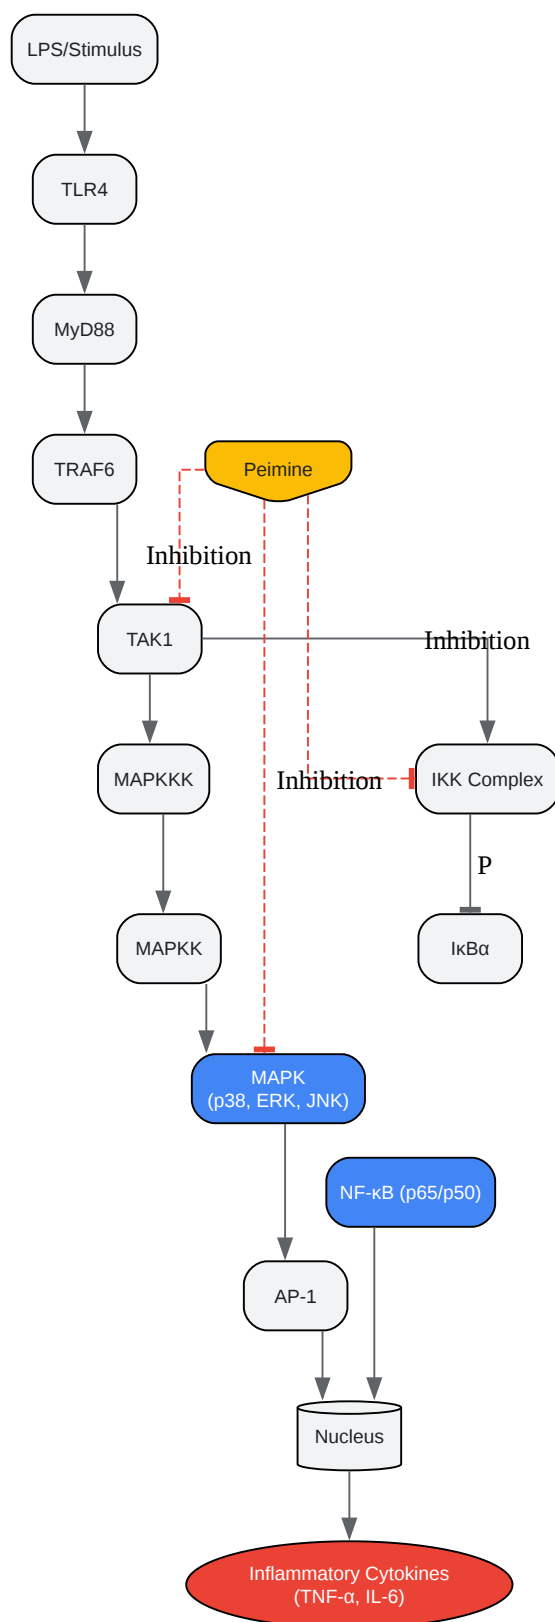 LPS/Stimulus
TLR4
MyD88
TRAF6
Peimine
Inhibition
TAK1
Inhibition
MAPKKK
Inhibition
IKK Complex
P
MAPKK
IκBα
MAPK
(p38, ERK, JNK)
NF-κB (p65/p50)
AP-1
Nucleus
Inflammatory Cytokines
(TNF-α, IL-6)